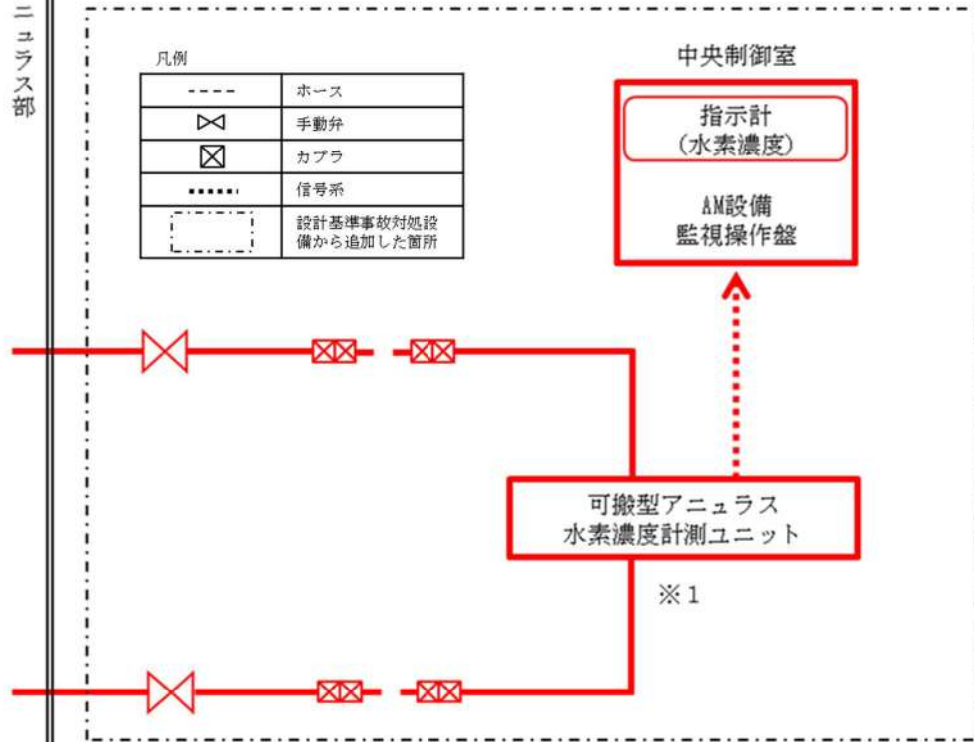 ニュラス部
凡例
ホース
手動弁
カプラ
信号系
設計基準事故対処設
備から追加した箇所
中央制御室
指示計
(水素濃度)
AM設備
監視操作盤
可搬型アニュラス
水素濃度計測ユニット
※1